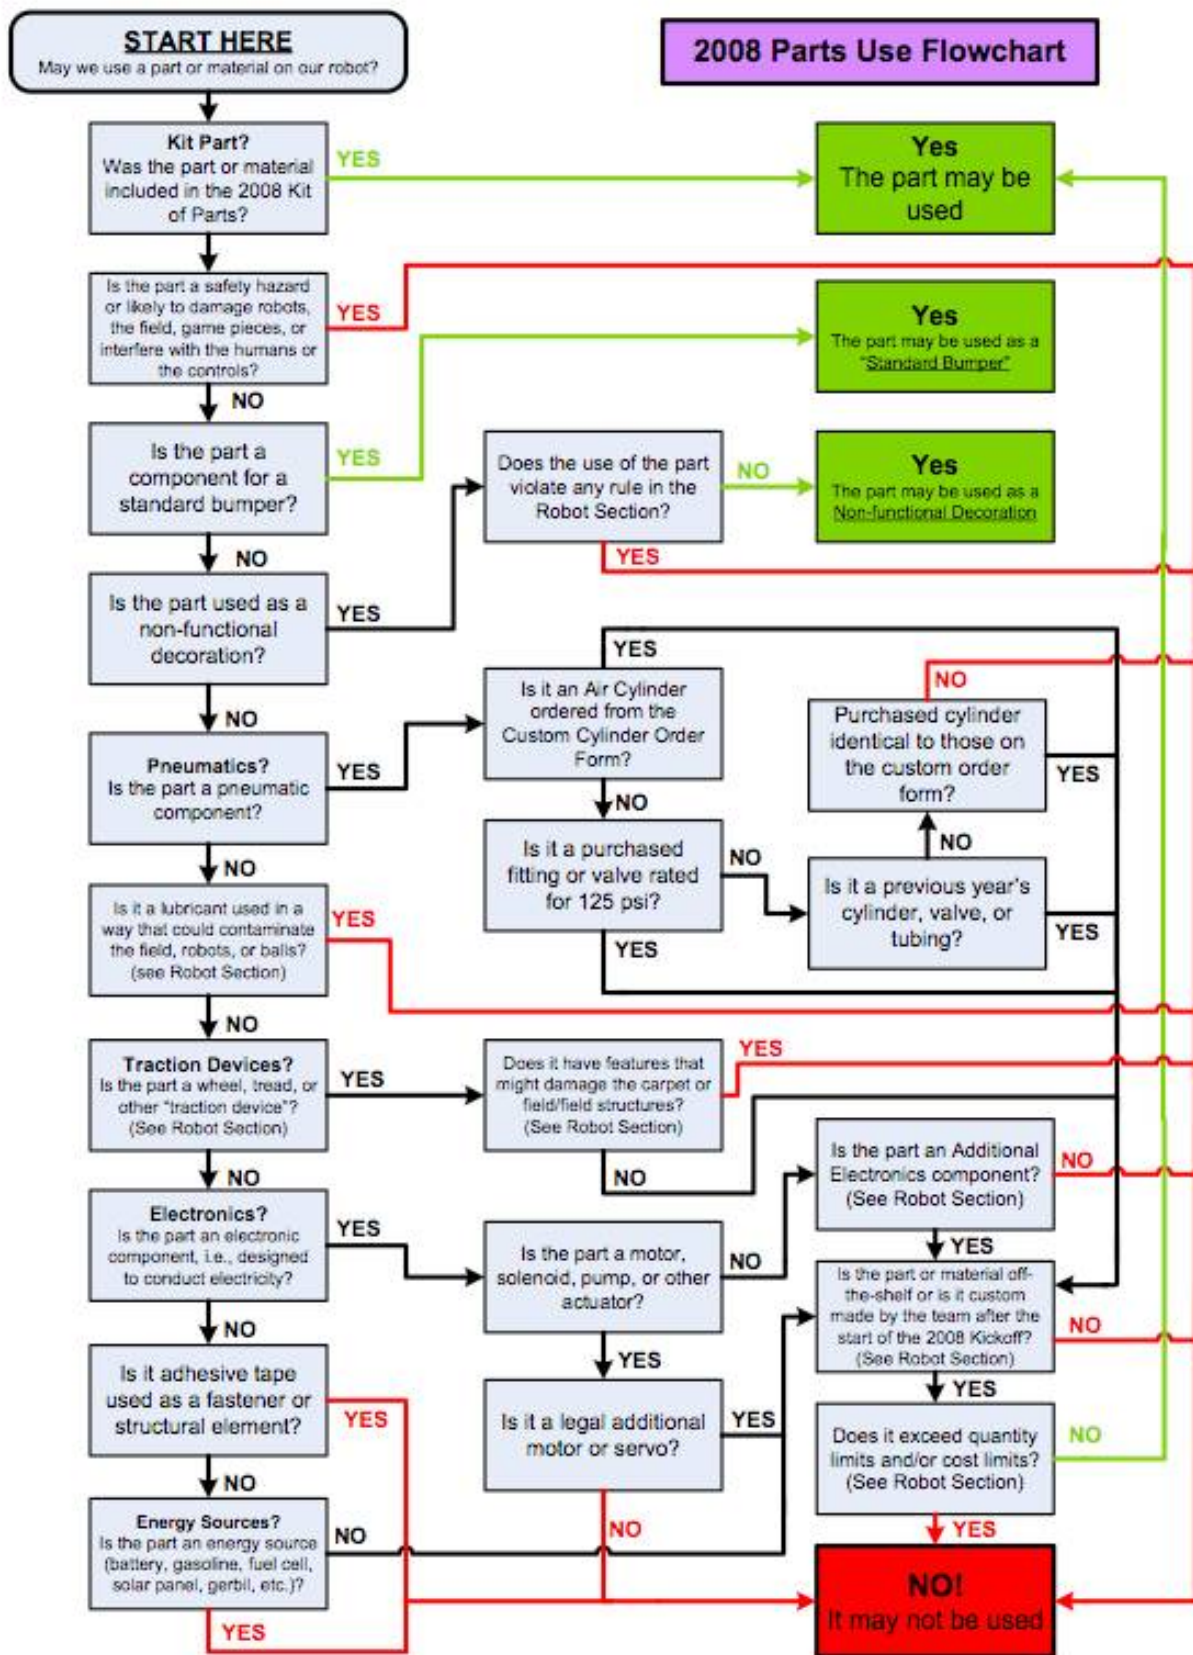 START HERE
May we use a part or material on our robot?
2008 Parts Use Flowchart
Kit Part?
Was the part or material
included in the 2008 Kit
of Parts?
YES
Yes
The part may be
used
Is the part a safety hazard
or likely to damage robots,
the field, game pieces, or
interfere with the humans or
the controls?
YES
NO
Yes
The part may be used as a
"Standard Bumper"
Is the part a
component for a
standard bumper?
YES
NO
Does the use of the part
violate any rule in the
Robot Section?
NO
YES
Yes
The part may be used as a
Non-functional Decoration
Is the part used as a
non-functional
decoration?
YES
NO
Pneumatics?
Is the part a pneumatic
component?
YES
NO
Is it an Air Cylinder
ordered from the
Custom Cylinder Order
Form?
YES
NO
Purchased cylinder
identical to those on
the custom order
form?
NO
YES
Is it a purchased
fitting or valve rated
for 125 psi?
NO
YES
Is it a previous year's
cylinder, valve, or
tubing?
NO
YES
Is it a lubricant used in a
way that could contaminate
the field, robots, or balls?
(see Robot Section)
YES
NO
Traction Devices?
Is the part a wheel, tread, or
other "traction device"?
(See Robot Section)
YES
NO
Does it have features that
might damage the carpet or
field/field structures?
(See Robot Section)
YES
NO
Is the part an Additional
Electronics component?
(See Robot Section)
NO
YES
Electronics?
Is the part an electronic
component, i.e., designed
to conduct electricity?
YES
NO
Is the part a motor,
solenoid, pump, or other
actuator?
NO
YES
Is the part or material off-
the-shelf or is it custom
made by the team after the
start of the 2008 Kickoff?
(See Robot Section)
NO
YES
Is it adhesive tape
used as a fastener or
structural element?
YES
NO
Is it a legal additional
motor or servo?
YES
NO
Does it exceed quantity
limits and/or cost limits?
(See Robot Section)
NO
YES
Energy Sources?
Is the part an energy source
(battery, gasoline, fuel cell,
solar panel, gerbil, etc.)?
NO
YES
NO!
It may not be used